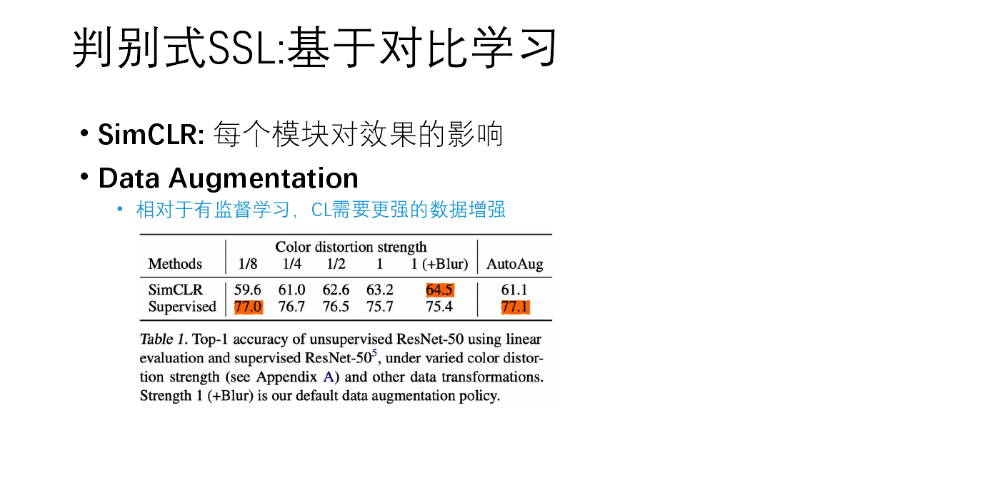 判别式SSL:基于对比学习
• SimCLR: 每个模块对效果的影响
• Data Augmentation
• 相对于有监督学习，CL需要更强的数据增强
Color distortion strength
Methods 1/8 1/4 1/2 1 1 (+Blur) AutoAug
SimCLR 59.6 61.0 62.6 63.2 64.5 61.1
Supervised 77.0 76.7 76.5 75.7 75.4 77.1
Table 1. Top-1 accuracy of unsupervised ResNet-50 using linear
evaluation and supervised ResNet-50⁵, under varied color distor-
tion strength (see Appendix A) and other data transformations.
Strength 1 (+Blur) is our default data augmentation policy.